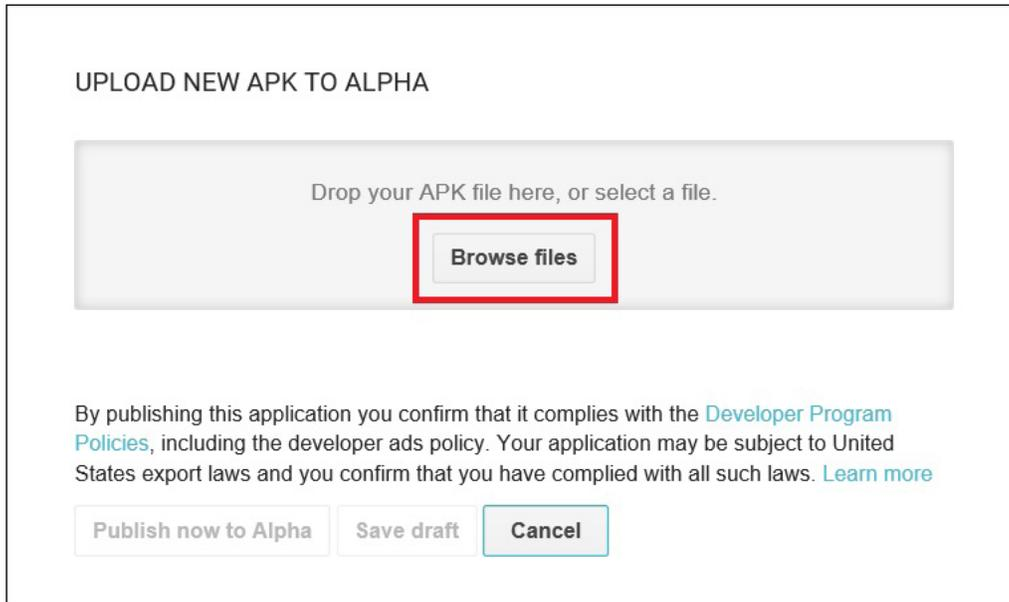 UPLOAD NEW APK TO ALPHA
Drop your APK file here, or select a file.
Browse files
By publishing this application you confirm that it complies with the Developer Program
Policies, including the developer ads policy. Your application may be subject to United
States export laws and you confirm that you have complied with all such laws. Learn more
Publish now to Alpha Save draft Cancel